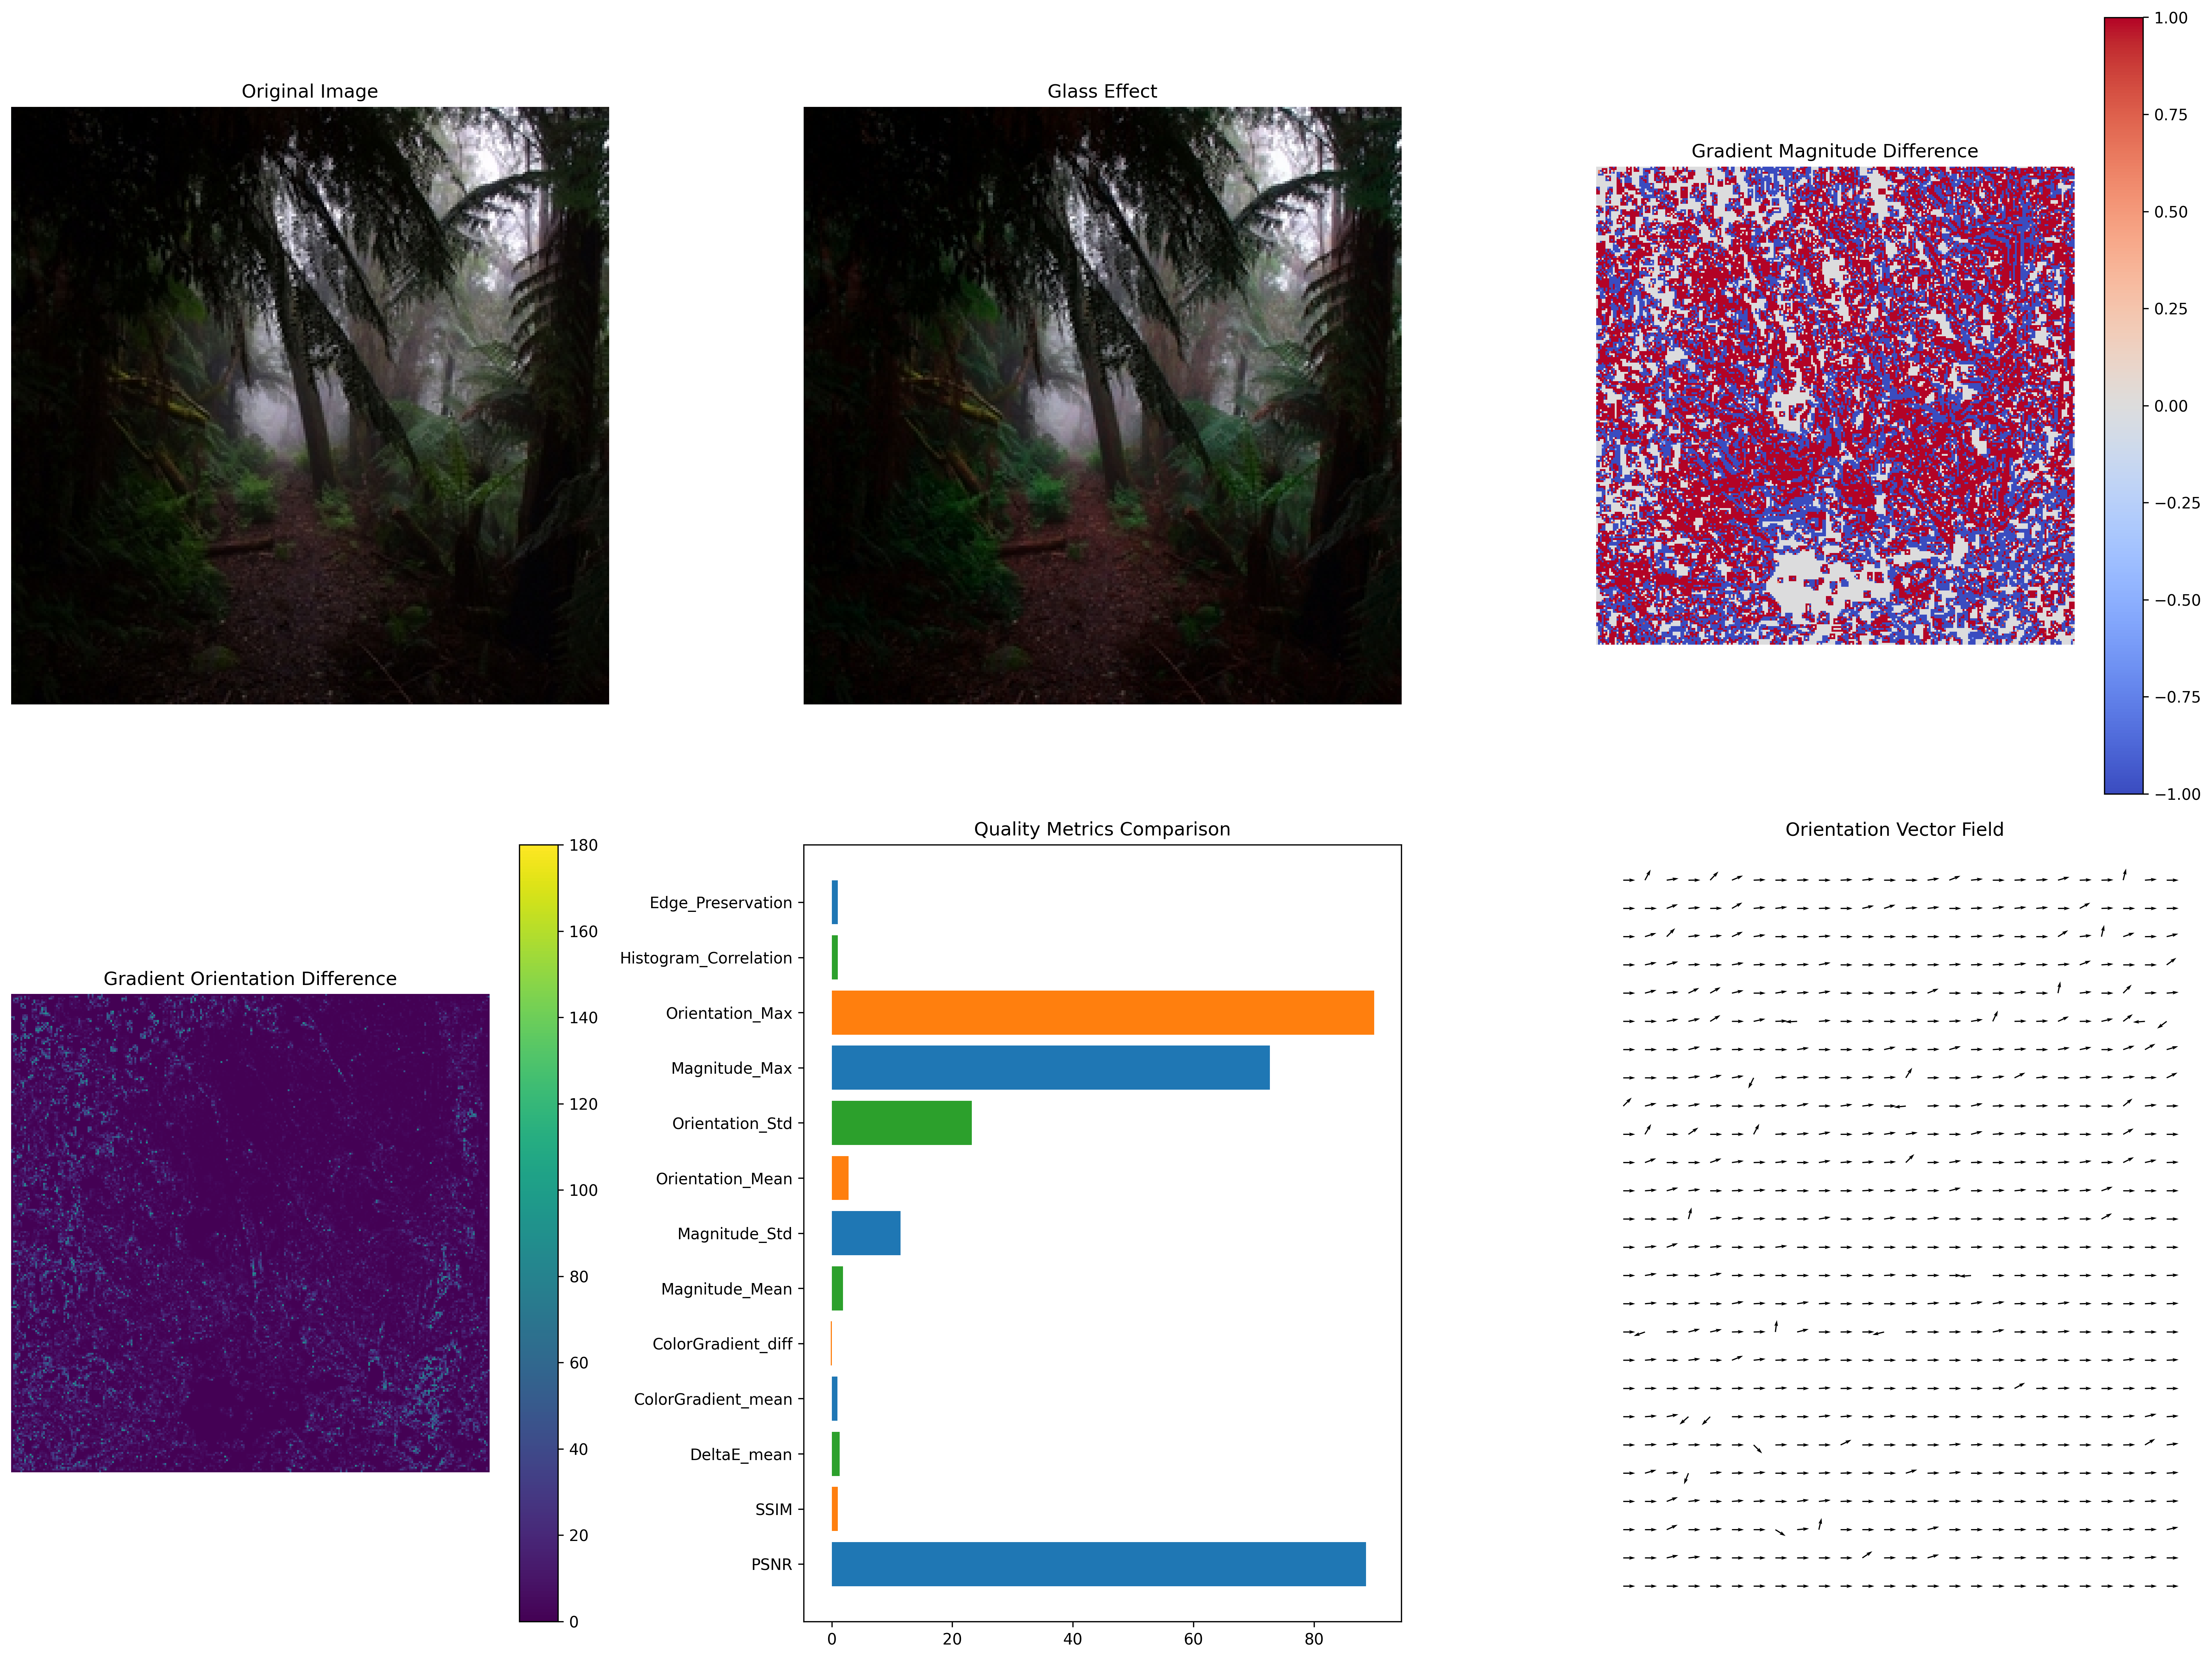 Original Image
Glass Effect
Gradient Magnitude Difference
1.00
0.75
0.50
0.25
0.00
−0.25
−0.50
−0.75
−1.00
Gradient Orientation Difference
180
160
140
120
100
80
60
40
20
0
Quality Metrics Comparison
Edge_Preservation
Histogram_Correlation
Orientation_Max
Magnitude_Max
Orientation_Std
Orientation_Mean
Magnitude_Std
Magnitude_Mean
ColorGradient_diff
ColorGradient_mean
DeltaE_mean
SSIM
PSNR
0 20 40 60 80
Orientation Vector Field